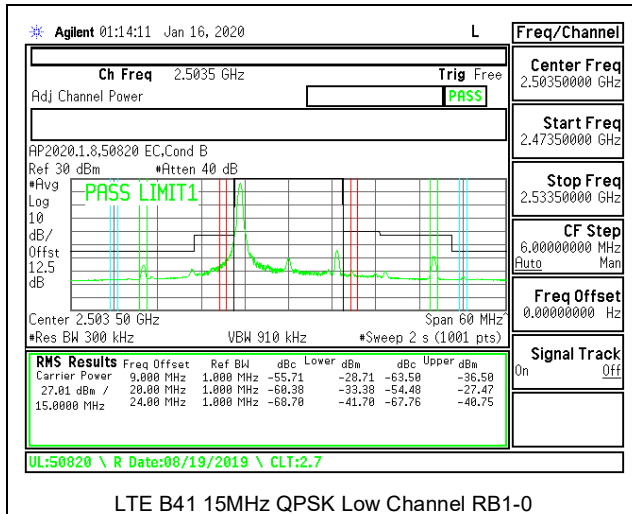 Agilent 01:14:11 Jan 16, 2020 L
Freq/Channel
Ch Freq 2.5035 GHz Trig Free
Adj Channel Power PASS
Center Freq
2.50350000 GHz
Start Freq
2.47350000 GHz
Stop Freq
2.53350000 GHz
CF Step
6.00000000 MHz
Auto Man
Freq Offset
0.00000000 Hz
Signal Track
On Off
AP2020.1.8,50820 EC,Cond B
Ref 30 dBm #Atten 40 dB
#Avg
Log
10
dB/
Offst
12.5
dB
PASS LIMIT1
Center 2.503 50 GHz Span 60 MHz
#Res BW 300 kHz VBW 910 kHz #Sweep 2 s (1001 pts)
RMS Results Freq Offset Ref BW dBc Lower dBm dBc Upper dBm
Carrier Power 9.000 MHz 1.000 MHz -55.71 -28.71 -63.50 -36.50
27.01 dBm / 20.00 MHz 1.000 MHz -60.38 -33.38 -54.48 -27.47
15.0000 MHz 24.00 MHz 1.000 MHz -68.70 -41.70 -67.76 -40.75
UL:50820 \ R Date:08/19/2019 \ CLT:2.7
LTE B41 15MHz QPSK Low Channel RB1-0